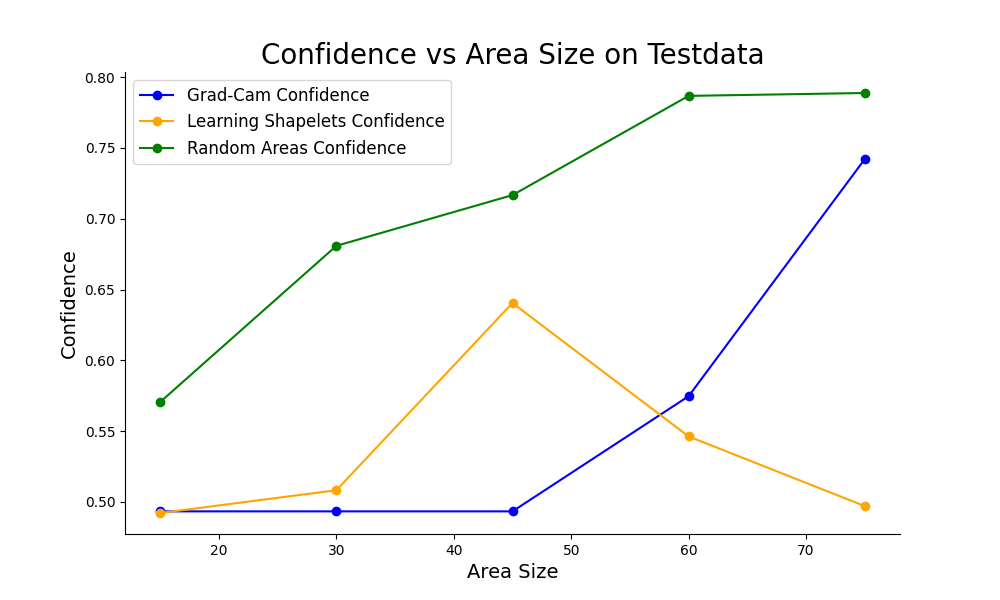 Confidence vs Area Size on Testdata
Grad-Cam Confidence
Learning Shapelets Confidence
Random Areas Confidence
Confidence
0.80
0.75
0.70
0.65
0.60
0.55
0.50
20 30 40 50 60 70
Area Size